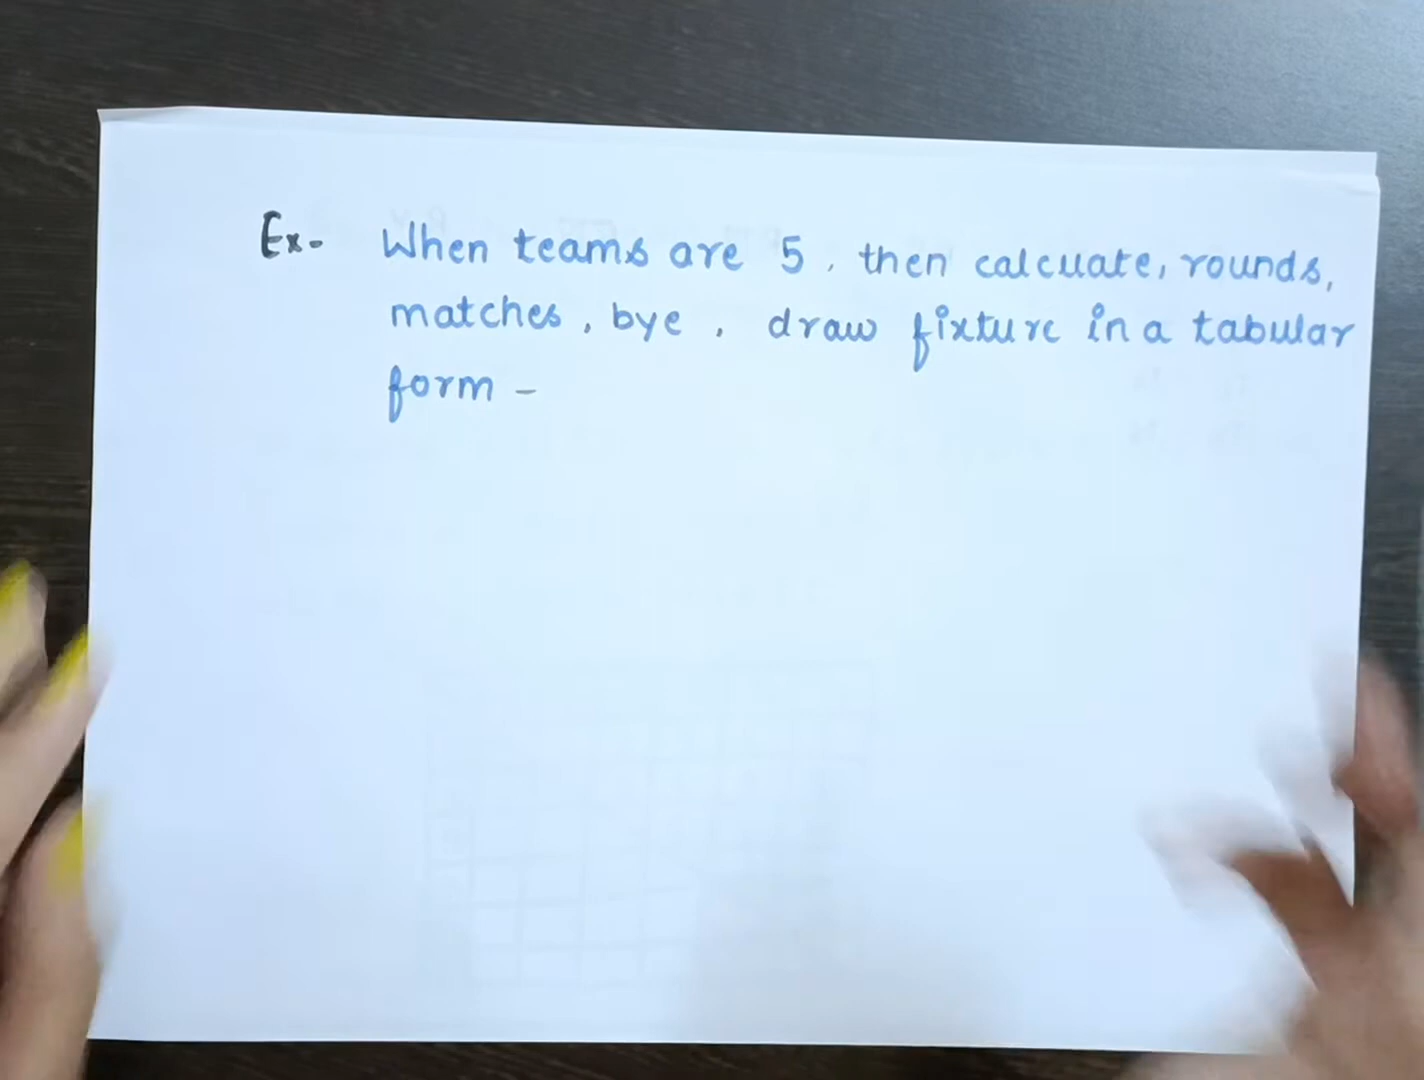 Ex- When teams are 5, then calcuate, rounds,
matches, bye, draw fixture in a tabular
form -